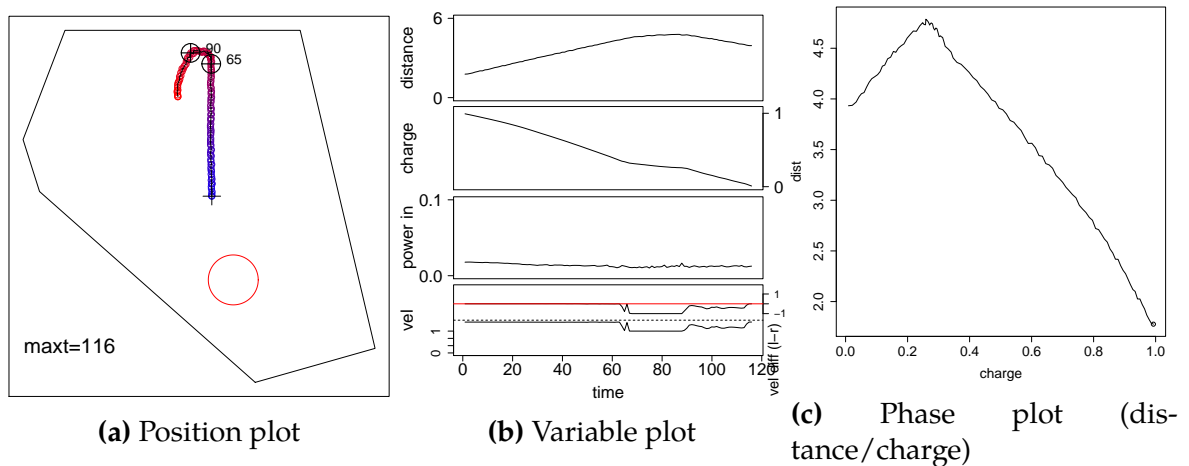 90
65
maxt=116
(a) Position plot
distance
6
0
charge
1
0
power in
0.1
0.0
vel
1
0
1
−1
vel diff (l−r)
0 20 40 60 80 100 120
time
(b) Variable plot
dist
4.5
4.0
3.5
3.0
2.5
2.0
0.0 0.2 0.4 0.6 0.8 1.0
charge
(c) Phase plot (dis-
tance/charge)